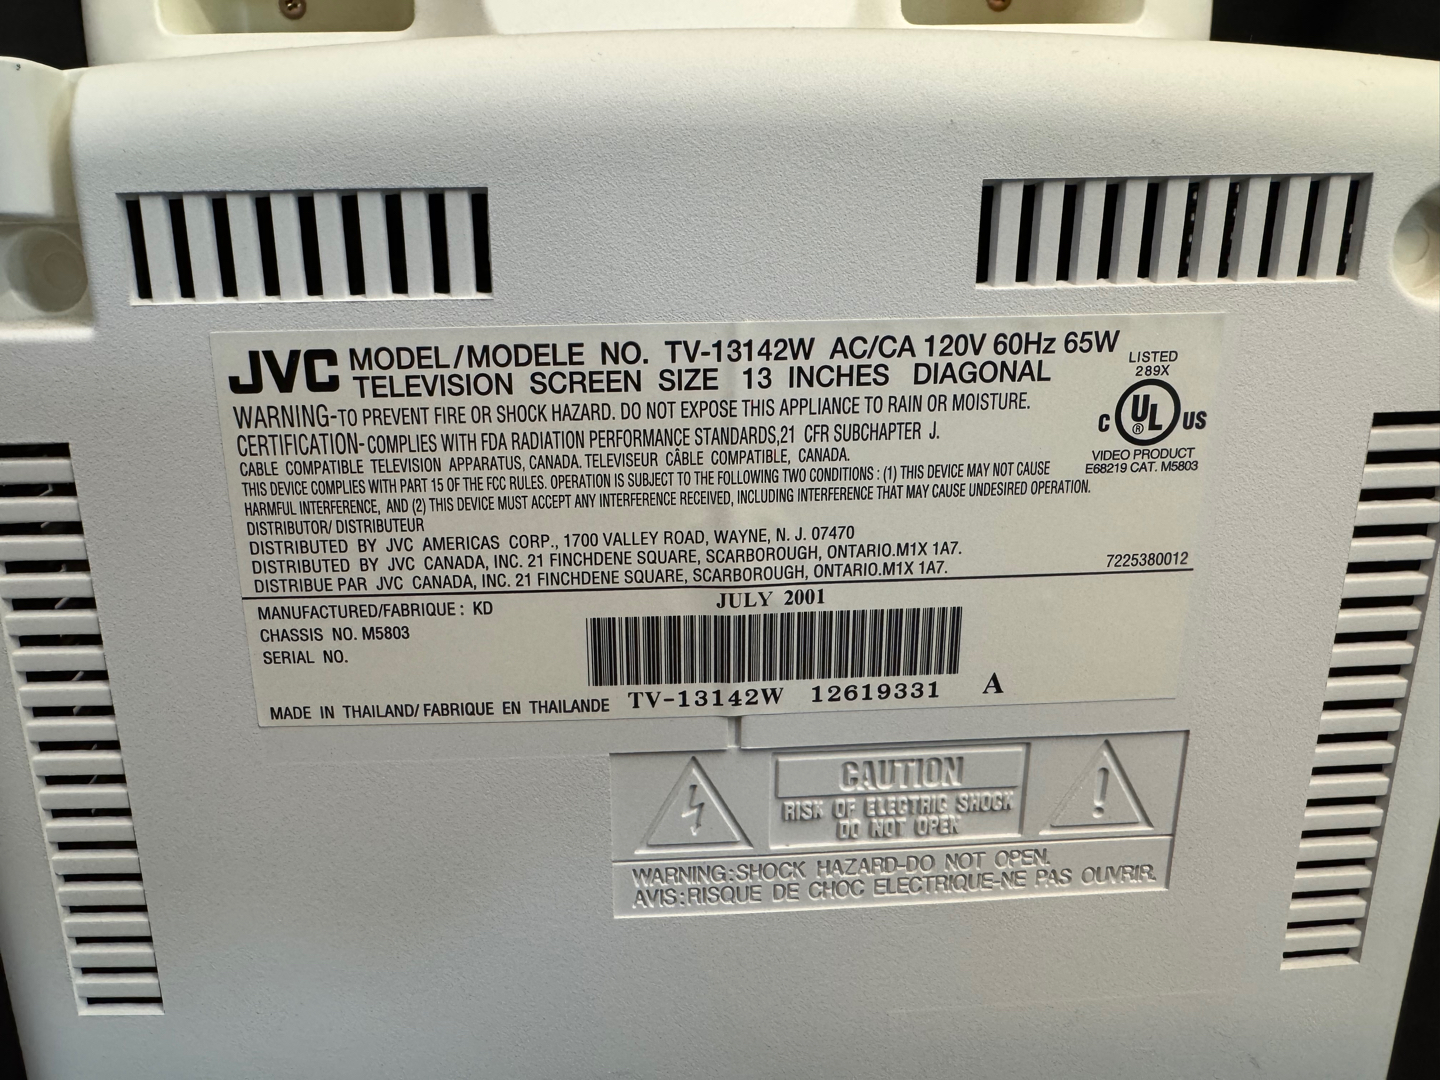 JVC MODEL/MODELE NO. TV-13142W AC/CA 120V 60Hz 65W
TELEVISION SCREEN SIZE 13 INCHES DIAGONAL
LISTED
289X
C UL ® US
VIDEO PRODUCT
E68219 CAT. M5803
WARNING-TO PREVENT FIRE OR SHOCK HAZARD. DO NOT EXPOSE THIS APPLIANCE TO RAIN OR MOISTURE.
CERTIFICATION-COMPLIES WITH FDA RADIATION PERFORMANCE STANDARDS,21 CFR SUBCHAPTER J.
CABLE COMPATIBLE TELEVISION APPARATUS, CANADA. TELEVISEUR CÂBLE COMPATIBLE, CANADA.
THIS DEVICE COMPLIES WITH PART 15 OF THE FCC RULES. OPERATION IS SUBJECT TO THE FOLLOWING TWO CONDITIONS : (1) THIS DEVICE MAY NOT CAUSE
HARMFUL INTERFERENCE, AND (2) THIS DEVICE MUST ACCEPT ANY INTERFERENCE RECEIVED, INCLUDING INTERFERENCE THAT MAY CAUSE UNDESIRED OPERATION.
DISTRIBUTOR/ DISTRIBUTEUR
DISTRIBUTED BY JVC AMERICAS CORP., 1700 VALLEY ROAD, WAYNE, N. J. 07470
DISTRIBUTED BY JVC CANADA, INC. 21 FINCHDENE SQUARE, SCARBOROUGH, ONTARIO.M1X 1A7.
DISTRIBUE PAR JVC CANADA, INC. 21 FINCHDENE SQUARE, SCARBOROUGH, ONTARIO.M1X 1A7.
7225380012
MANUFACTURED/FABRIQUE : KD
JULY 2001
CHASSIS NO. M5803
SERIAL NO.
TV-13142W 12619331 A
MADE IN THAILAND/ FABRIQUE EN THAILANDE
CAUTION
RISK OF ELECTRIC SHOCK
DO NOT OPEN
WARNING:SHOCK HAZARD-DO NOT OPEN.
AVIS:RISQUE DE CHOC ELECTRIQUE-NE PAS OUVRIR.